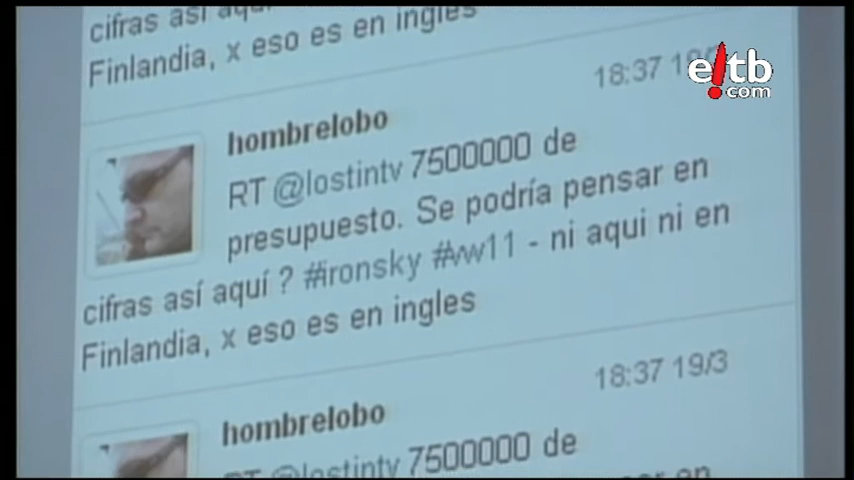 cifras así aquí
Finlandia, x eso es en ingles
18:37 19/
eitb
.com
hombrelobo
RT @lostintv 7500000 de
presupuesto. Se podría pensar en
cifras así aquí ? #ironsky #vw11 - ni aqui ni en
Finlandia, x eso es en ingles
18:37 19/3
hombrelobo
RT @lostintv 7500000 de